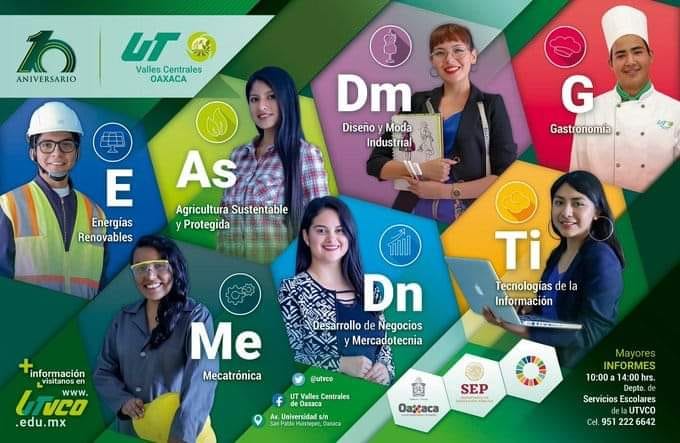 10
ANIVERSARIO
UT
Valles Centrales
OAXACA
E
Energías
Renovables
As
Agricultura Sustentable
y Protegida
Dm
Diseño y Moda
Industrial
G
Gastronomía
Me
Mecatrónica
Dn
Desarrollo de Negocios
y Mercadotecnia
Ti
Tecnologías de la
Información
+ información
visítanos en
www.
UTVCO
.edu.mx
@utvco
UT Valles Centrales
de Oaxaca
Av. Universidad s/n
San Pablo Huixtepec, Oaxaca
Oaxaca
SEP
Mayores
INFORMES
10:00 a 14:00 hrs.
Depto. de
Servicios Escolares
de la UTVCO
Cel. 951 222 6642